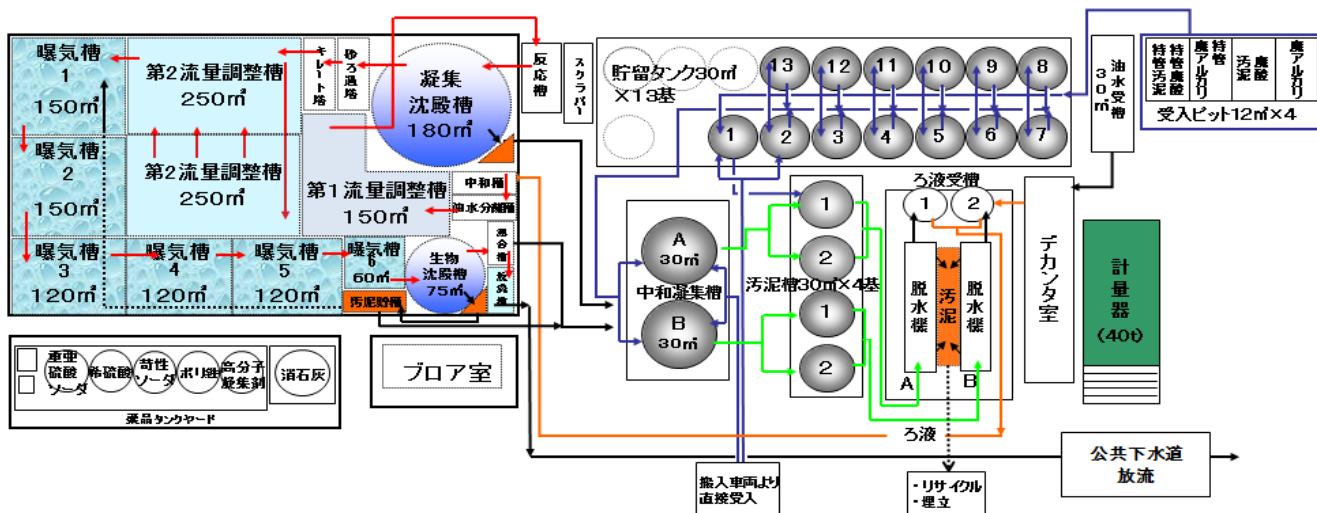 曝気槽
1
150㎥
第2流量調整槽
250㎥
キレート塔
砂ろ過塔
凝集
沈殿槽
180㎥
反応槽
スクラバー
曝気槽
2
150㎥
第2流量調整槽
250㎥
第1流量調整槽
150㎥
中和槽
油水分離槽
混合槽
曝気槽
3
120㎥
曝気槽
4
120㎥
曝気槽
5
120㎥
曝気槽
6
60㎥
生物
沈殿槽
75㎥
汚泥貯槽
重亜
硫酸
ソーダ
希硫酸
苛性
ソーダ
ポリ鉄
高分子
凝集剤
消石灰
薬品タンクヤード
ブロア室
貯留タンク30㎥
×13基
13
12
11
10
9
8
1
2
3
4
5
6
7
油水受槽
30㎥
特管汚泥
特管廃酸
特管
廃アルカリ
廃酸
汚泥
廃アルカリ
受入ピット12㎥×4
A
30㎥
中和凝集槽
B
30㎥
1
2
汚泥槽30㎥×4基
1
2
ろ液受槽
1
2
脱水機
汚泥
脱水機
A
B
デカンタ室
計量器
(40t)
ろ液
搬入車両より
直接受入
・リサイクル
・埋立
公共下水道
放流